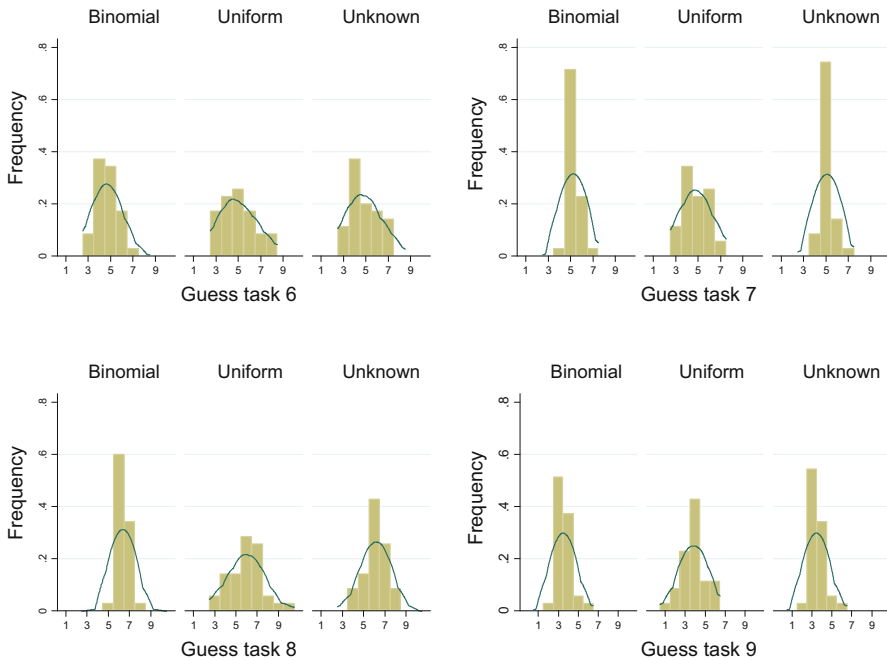 Binomial Uniform Unknown
Frequency
0 .2 .4 .6 .8
1 3 5 7 9 1 3 5 7 9 1 3 5 7 9
Guess task 6
Binomial Uniform Unknown
Frequency
0 .2 .4 .6 .8
1 3 5 7 9 1 3 5 7 9 1 3 5 7 9
Guess task 7
Binomial Uniform Unknown
Frequency
0 .2 .4 .6 .8
1 3 5 7 9 1 3 5 7 9 1 3 5 7 9
Guess task 8
Binomial Uniform Unknown
Frequency
0 .2 .4 .6 .8
1 3 5 7 9 1 3 5 7 9 1 3 5 7 9
Guess task 9